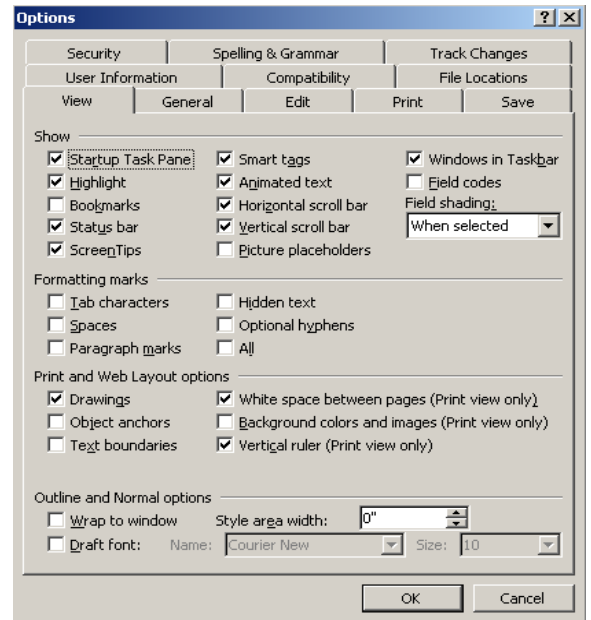 Options
Security Spelling & Grammar Track Changes
User Information Compatibility File Locations
View General Edit Print Save
Show
Startup Task Pane Smart tags Windows in Taskbar
Highlight Animated text Field codes
Bookmarks Horizontal scroll bar Field shading:
Status bar Vertical scroll bar When selected
ScreenTips Picture placeholders
Formatting marks
Tab characters Hidden text
Spaces Optional hyphens
Paragraph marks All
Print and Web Layout options
Drawings White space between pages (Print view only)
Object anchors Background colors and images (Print view only)
Text boundaries Vertical ruler (Print view only)
Outline and Normal options
Wrap to window Style area width: 0"
Draft font: Name: Courier New Size: 10
OK Cancel